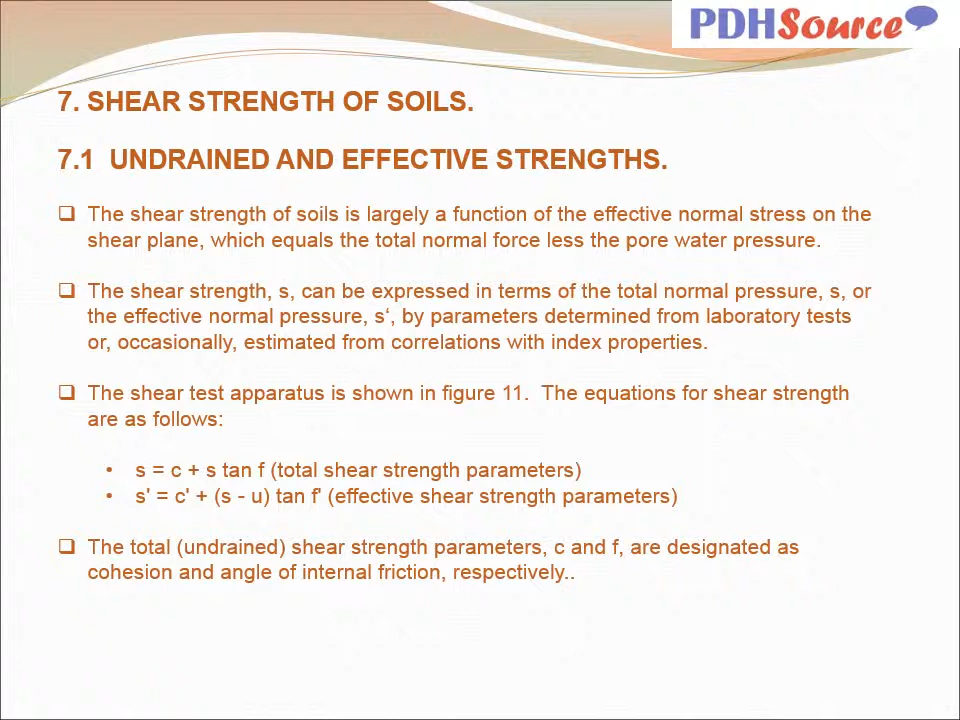 PDHSource
7. SHEAR STRENGTH OF SOILS.
7.1 UNDRAINED AND EFFECTIVE STRENGTHS.
❑ The shear strength of soils is largely a function of the effective normal stress on the
shear plane, which equals the total normal force less the pore water pressure.
❑ The shear strength, s, can be expressed in terms of the total normal pressure, s, or
the effective normal pressure, s‘, by parameters determined from laboratory tests
or, occasionally, estimated from correlations with index properties.
❑ The shear test apparatus is shown in figure 11. The equations for shear strength
are as follows:
• s = c + s tan f (total shear strength parameters)
• s' = c' + (s - u) tan f' (effective shear strength parameters)
❑ The total (undrained) shear strength parameters, c and f, are designated as
cohesion and angle of internal friction, respectively..